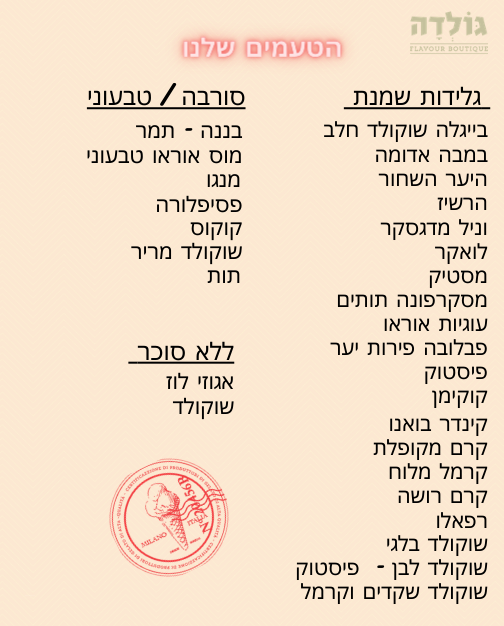 גולדה
FLAVOUR BOUTIQUE
הטעמים שלנו
גלידות שמנת
בייגלה שוקולד חלב
במבה אדומה
היער השחור
הרשיז
וניל מדגסקר
לואקר
מסטיק
מסקרפונה תותים
עוגיות אוראו
פבלובה פירות יער
פיסטוק
קוקימן
קינדר בואנו
קרם מקופלת
קרמל מלוח
קרם רושה
רפאלו
שוקולד בלגי
שוקולד לבן - פיסטוק
שוקולד שקדים וקרמל
סורבה / טבעוני
בננה - תמר
מוס אוראו טבעוני
מנגו
פסיפלורה
קוקוס
שוקולד מריר
תות
ללא סוכר
אגוזי לוז
שוקולד
MILANO
ITALIA